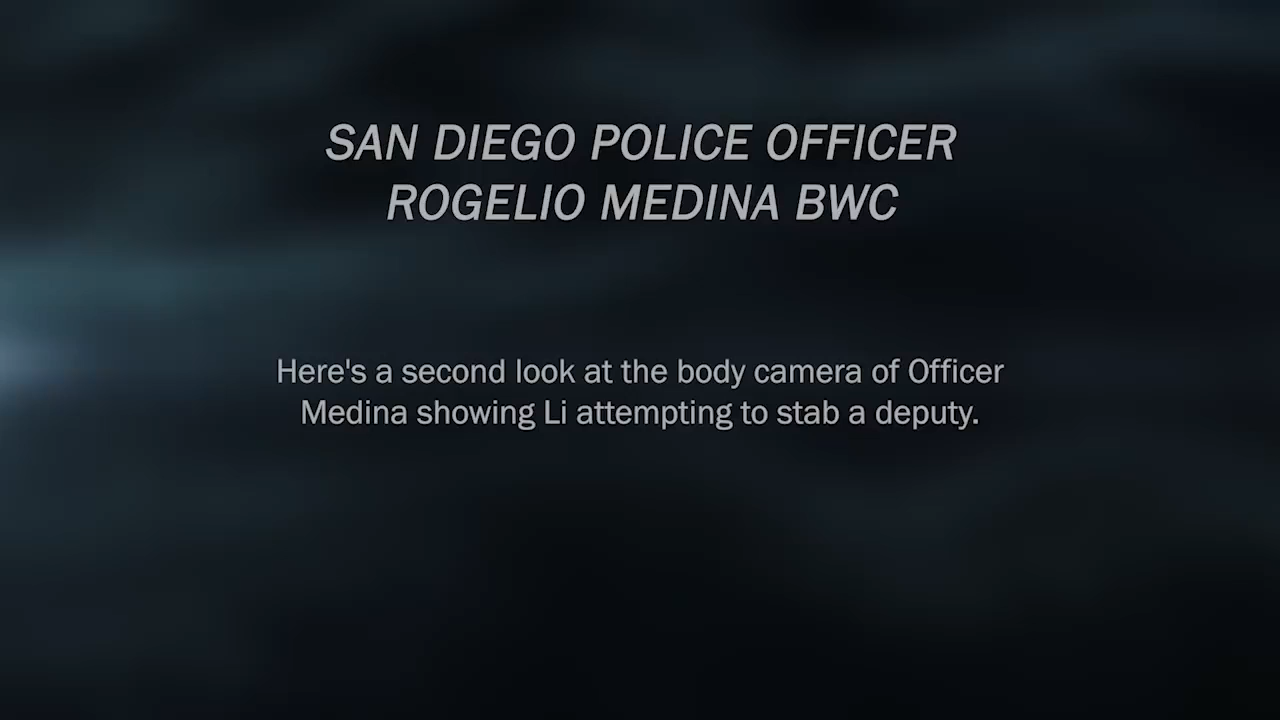 SAN DIEGO POLICE OFFICER
ROGELIO MEDINA BWC
Here's a second look at the body camera of Officer
Medina showing Li attempting to stab a deputy.